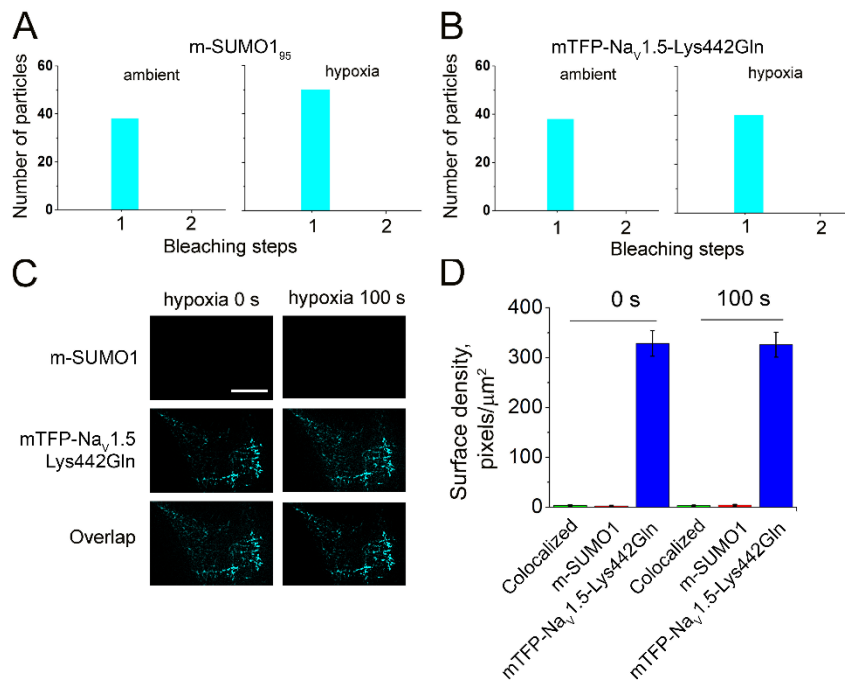 A
m-SUMO1₉₅
ambient
hypoxia
Number of particles
60
40
20
0
1
2
1
2
Bleaching steps
B
mTFP-NaV1.5-Lys442Gln
ambient
hypoxia
Number of particles
60
40
20
0
1
2
1
2
Bleaching steps
C
hypoxia 0 s
hypoxia 100 s
m-SUMO1
mTFP-NaV1.5
Lys442Gln
Overlap
D
0 s
100 s
Surface density,
pixels/μm²
400
300
200
100
0
Colocalized
m-SUMO1
mTFP-NaV1.5-Lys442Gln
Colocalized
m-SUMO1
mTFP-NaV1.5-Lys442Gln